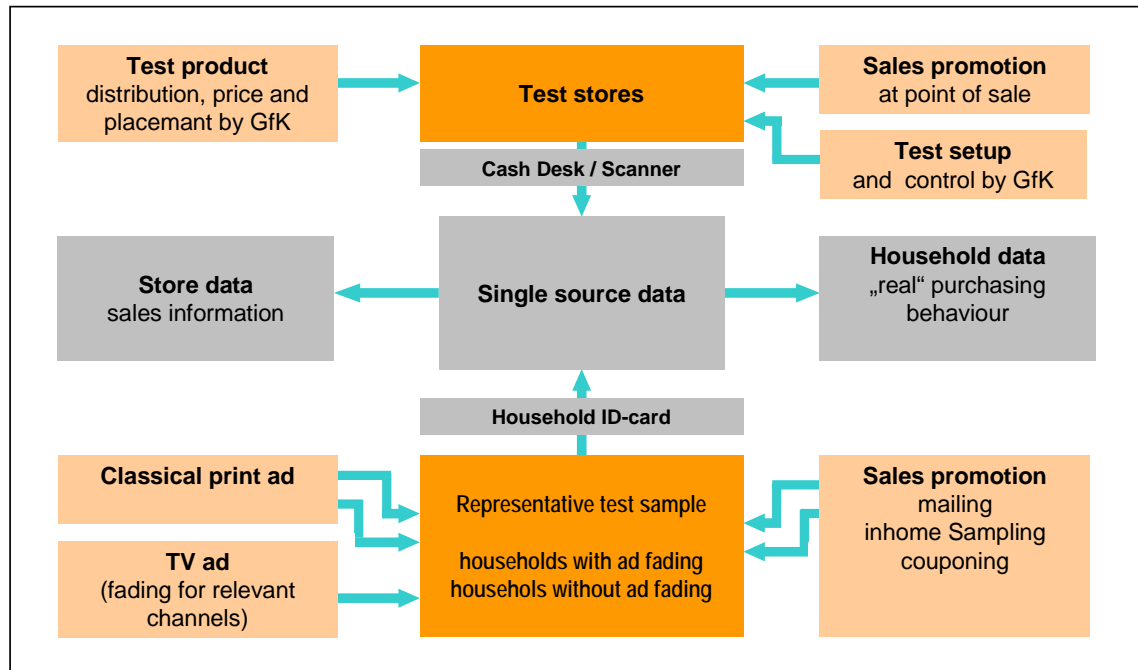 Test product
distribution, price and
placemant by GfK
Test stores
Sales promotion
at point of sale
Test setup
and control by GfK
Cash Desk / Scanner
Store data
sales information
Single source data
Household data
„real“ purchasing
behaviour
Household ID-card
Classical print ad
TV ad
(fading for relevant
channels)
Representative test sample
households with ad fading
househols without ad fading
Sales promotion
mailing
inhome Sampling
couponing